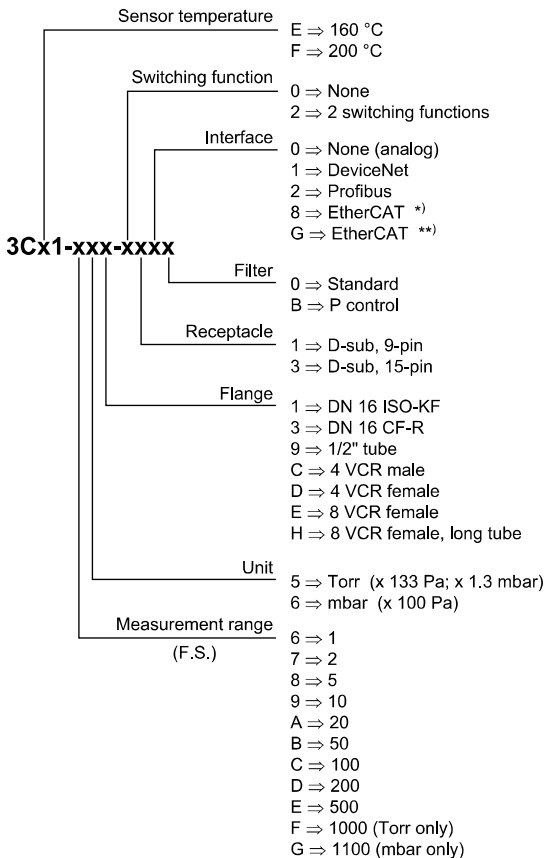 Sensor temperature
E ⇒ 160 °C
F ⇒ 200 °C
Switching function
0 ⇒ None
2 ⇒ 2 switching functions
Interface
0 ⇒ None (analog)
1 ⇒ DeviceNet
2 ⇒ Profibus
8 ⇒ EtherCAT *)
G ⇒ EtherCAT **)
3Cx1-xxx-xxxx
Filter
0 ⇒ Standard
B ⇒ P control
Receptacle
1 ⇒ D-sub, 9-pin
3 ⇒ D-sub, 15-pin
Flange
1 ⇒ DN 16 ISO-KF
3 ⇒ DN 16 CF-R
9 ⇒ 1/2" tube
C ⇒ 4 VCR male
D ⇒ 4 VCR female
E ⇒ 8 VCR female
H ⇒ 8 VCR female, long tube
Unit
5 ⇒ Torr (x 133 Pa; x 1.3 mbar)
6 ⇒ mbar (x 100 Pa)
Measurement range
(F.S.)
6 ⇒ 1
7 ⇒ 2
8 ⇒ 5
9 ⇒ 10
A ⇒ 20
B ⇒ 50
C ⇒ 100
D ⇒ 200
E ⇒ 500
F ⇒ 1000 (Torr only)
G ⇒ 1100 (mbar only)